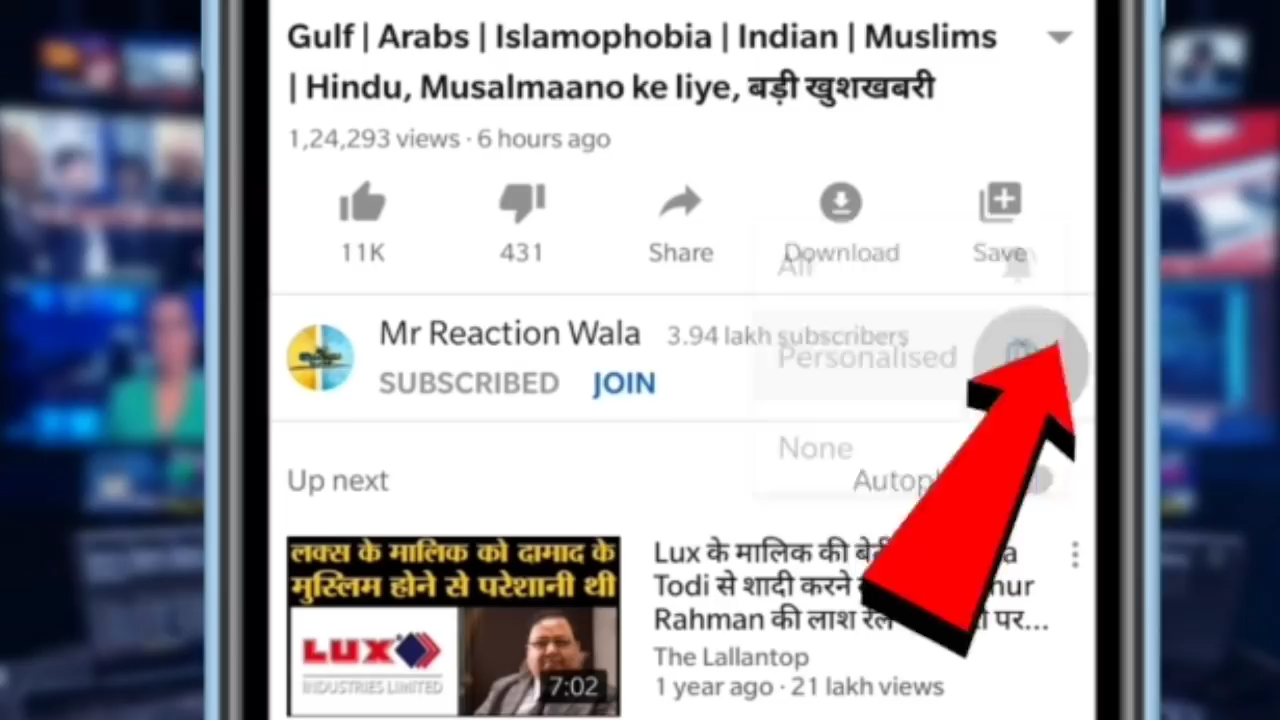 Gulf | Arabs | Islamophobia | Indian | Muslims
| Hindu, Musalmaano ke liye, बड़ी खुशखबरी
1,24,293 views · 6 hours ago
11K
431
Share
Download
Save
All
Mr Reaction Wala 3.94 lakh subscribers
Personalised
SUBSCRIBED JOIN
None
Up next
लक्स के मालिक को दामाद के
मुस्लिम होने से परेशानी थी
LUX
INDUSTRIES LIMITED
7:02
Lux के मालिक की
Todi से शादी करने
Rahman की लाश पर...
The Lallantop
1 year ago · 21 lakh views